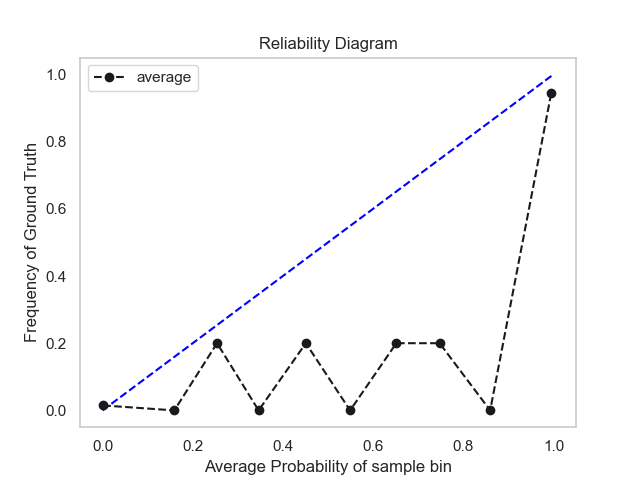 Reliability Diagram
average
1.0
0.8
0.6
0.4
0.2
0.0
Frequency of Ground Truth
0.0 0.2 0.4 0.6 0.8 1.0
Average Probability of sample bin